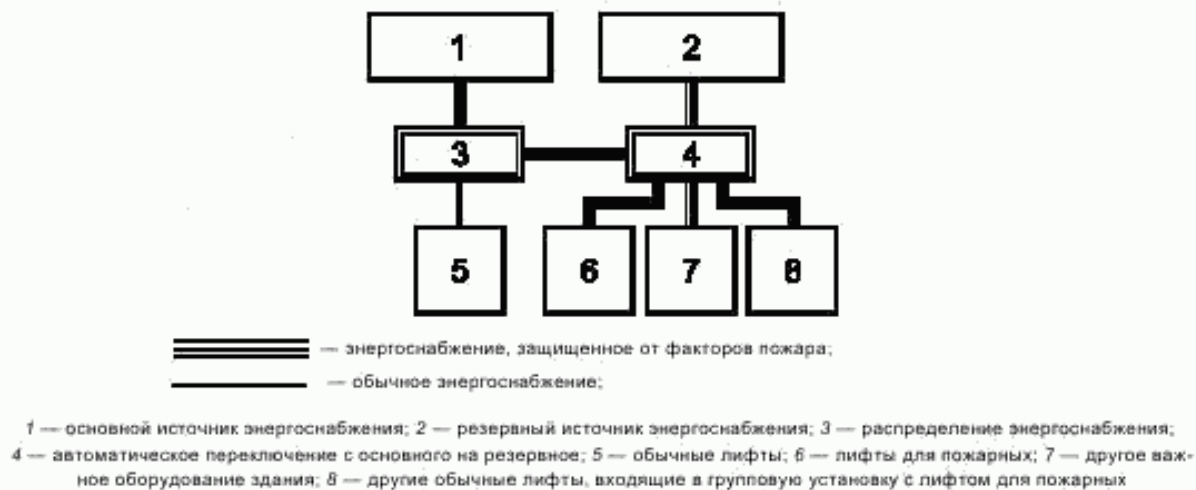 1
2
3
4
5
6
7
8
— энергоснабжение, защищенное от факторов пожара;
— обычное энергоснабжение;
1 — основной источник энергоснабжения; 2 — резервный источник энергоснабжения; 3 — распределение энергоснабжения;
4 — автоматическое переключение с основного на резервное; 5 — обычные лифты; 6 — лифты для пожарных; 7 — другое важ-
ное оборудование здания; 8 — другие обычные лифты, входящие в групповую установку с лифтом для пожарных